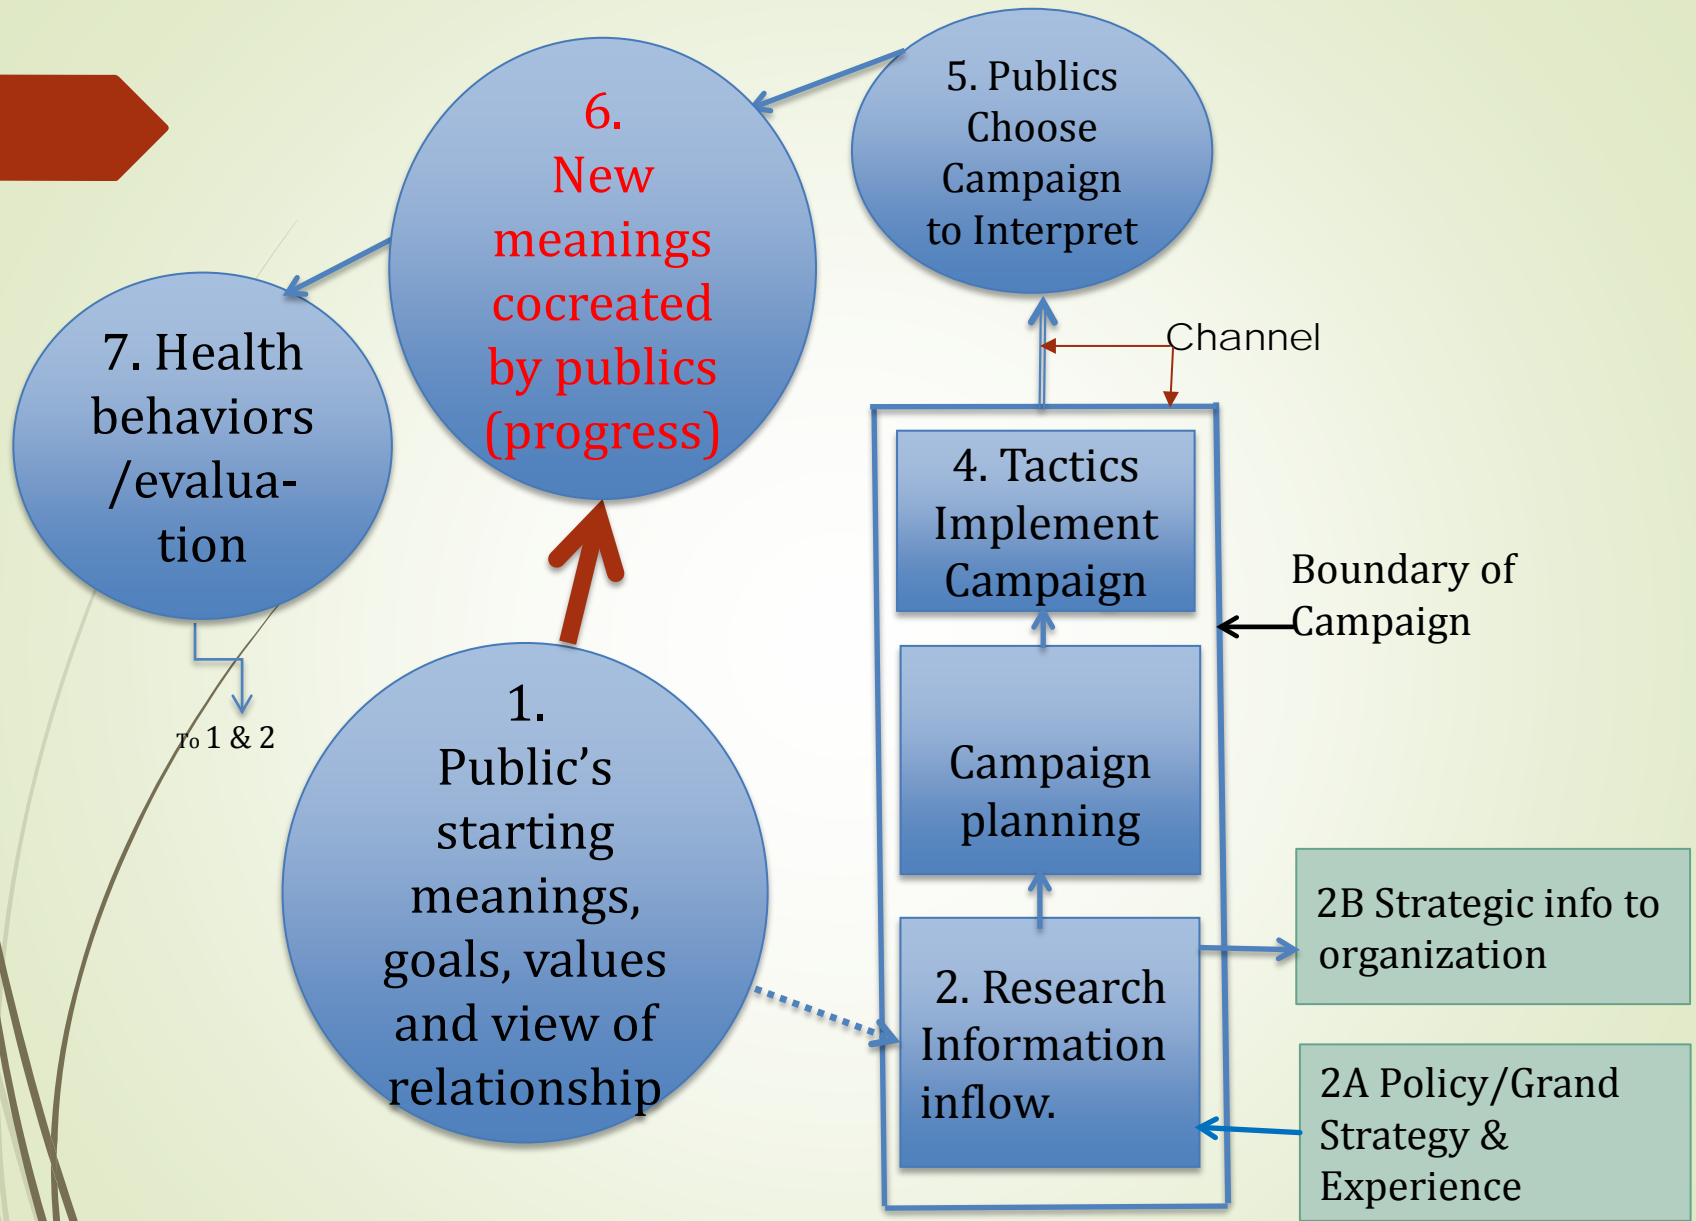 5. Publics
Choose
Campaign
to Interpret
6.
New
meanings
cocreated
by publics
(progress)
7. Health
behaviors
/evalua-
tion
To 1 & 2
1.
Public’s
starting
meanings,
goals, values
and view of
relationship
Channel
4. Tactics
Implement
Campaign
Boundary of
Campaign
Campaign
planning
2. Research
Information
inflow.
2B Strategic info to
organization
2A Policy/Grand
Strategy &
Experience